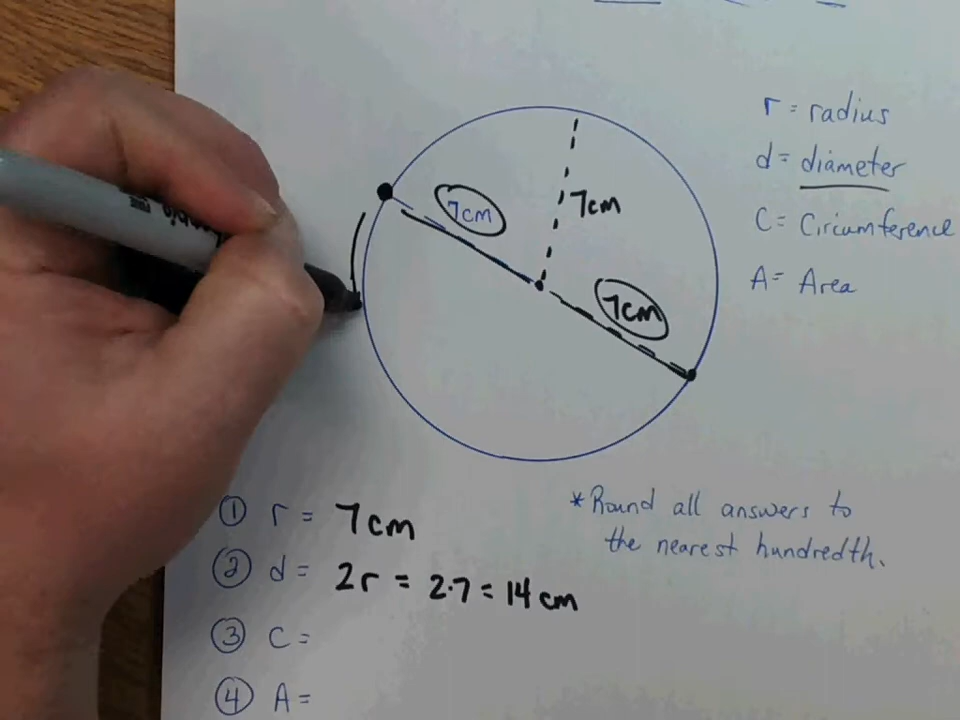 r = radius
d = diameter
C = Circumference
A = Area
7cm
7cm
7cm
① r = 7cm
② d = 2r = 2·7 = 14 cm
③ C =
④ A =
*Round all answers to
the nearest hundredth.